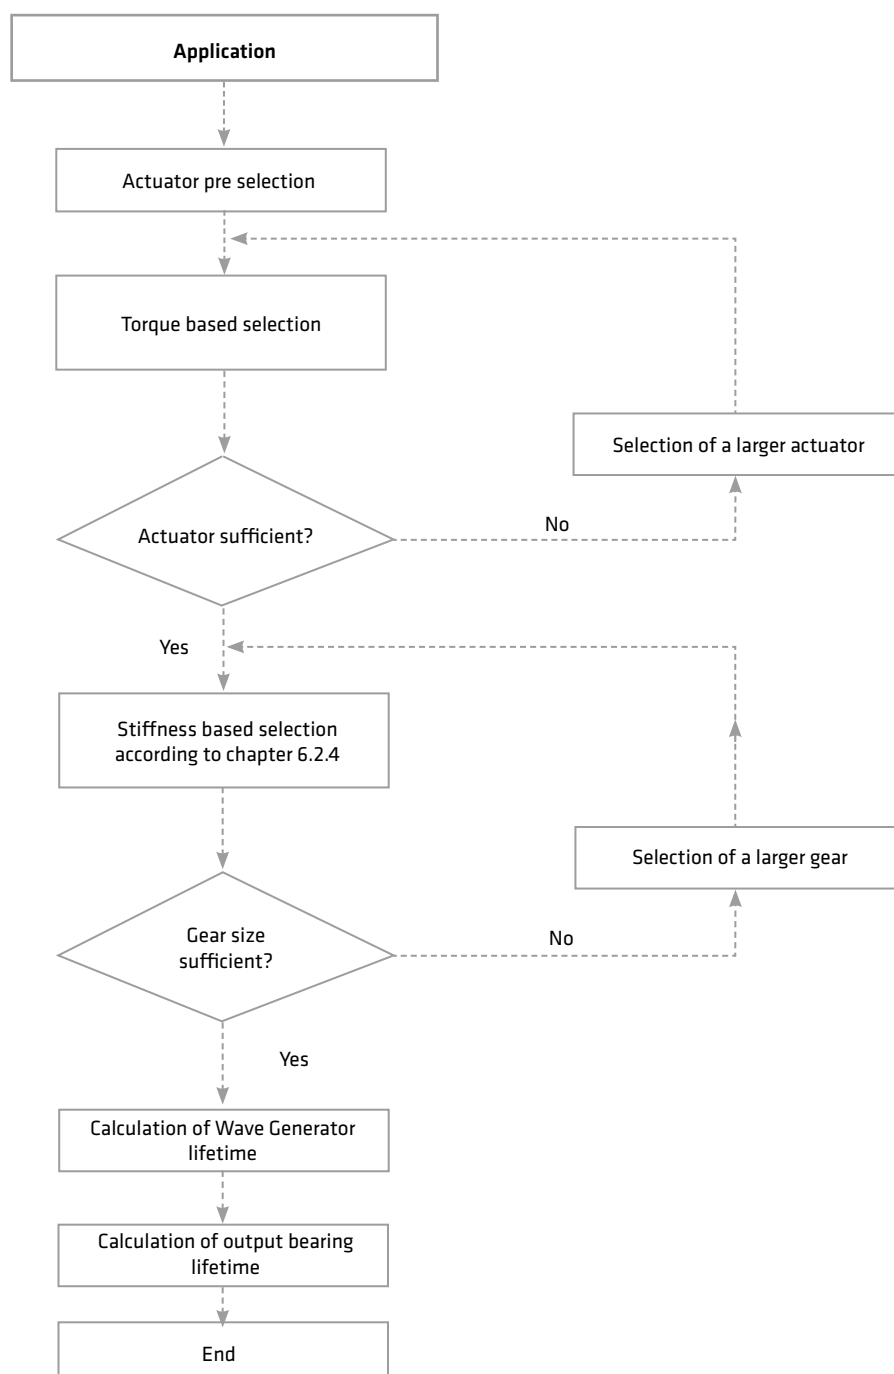 Application
Actuator pre selection
Torque based selection
Selection of a larger actuator
Actuator sufficient?
No
Yes
Stiffness based selection
according to chapter 6.2.4
Selection of a larger gear
Gear size
sufficient?
No
Yes
Calculation of Wave Generator
lifetime
Calculation of output bearing
lifetime
End